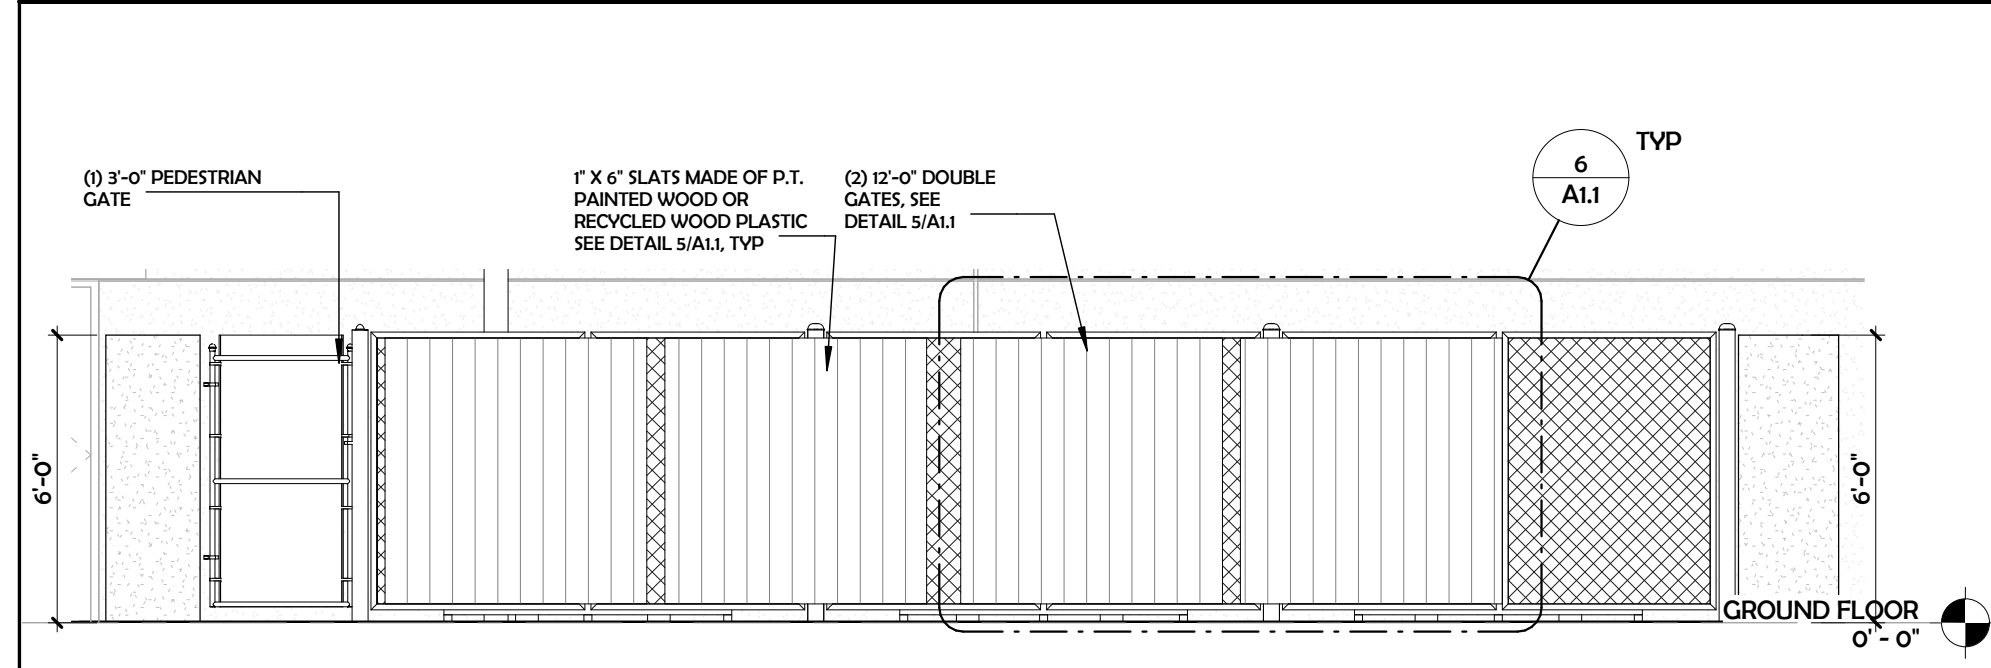 TYP
6
A1.1
(1) 3'-0" PEDESTRIAN
GATE
1" X 6" SLATS MADE OF P.T.
PAINTED WOOD OR
RECYCLED WOOD PLASTIC
SEE DETAIL 5/A1.1, TYP
(2) 12'-0" DOUBLE
GATES, SEE
DETAIL 5/A1.1
6'-0"
6'-0"
GROUND FLOOR
0' - 0"